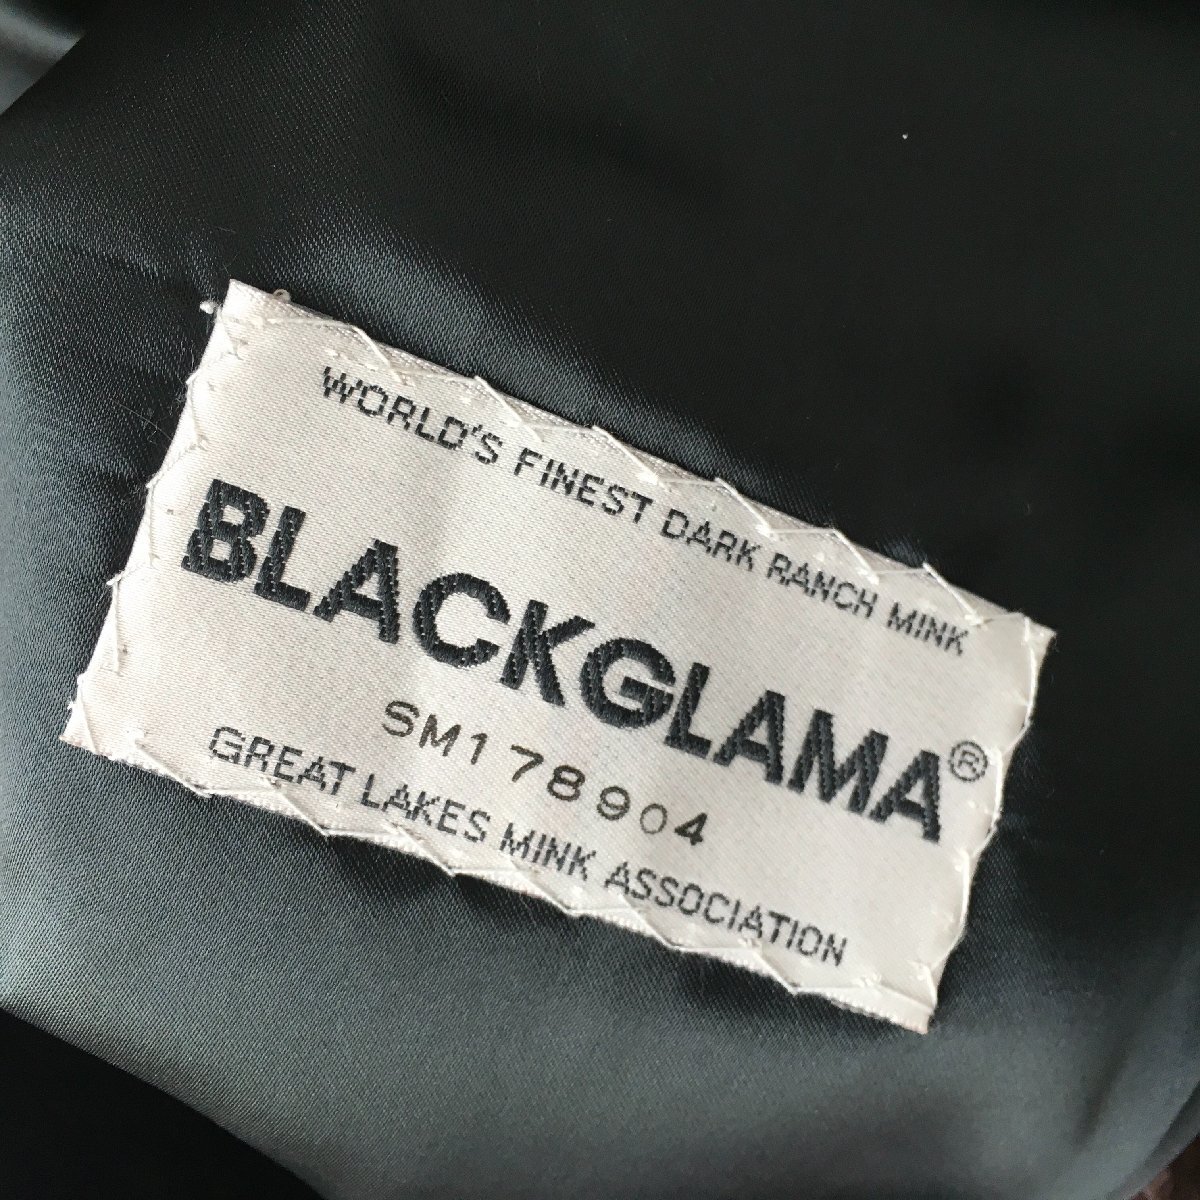 WORLD'S FINEST DARK RANCH MINK
BLACKGLAMA®
SM178904
GREAT LAKES MINK ASSOCIATION